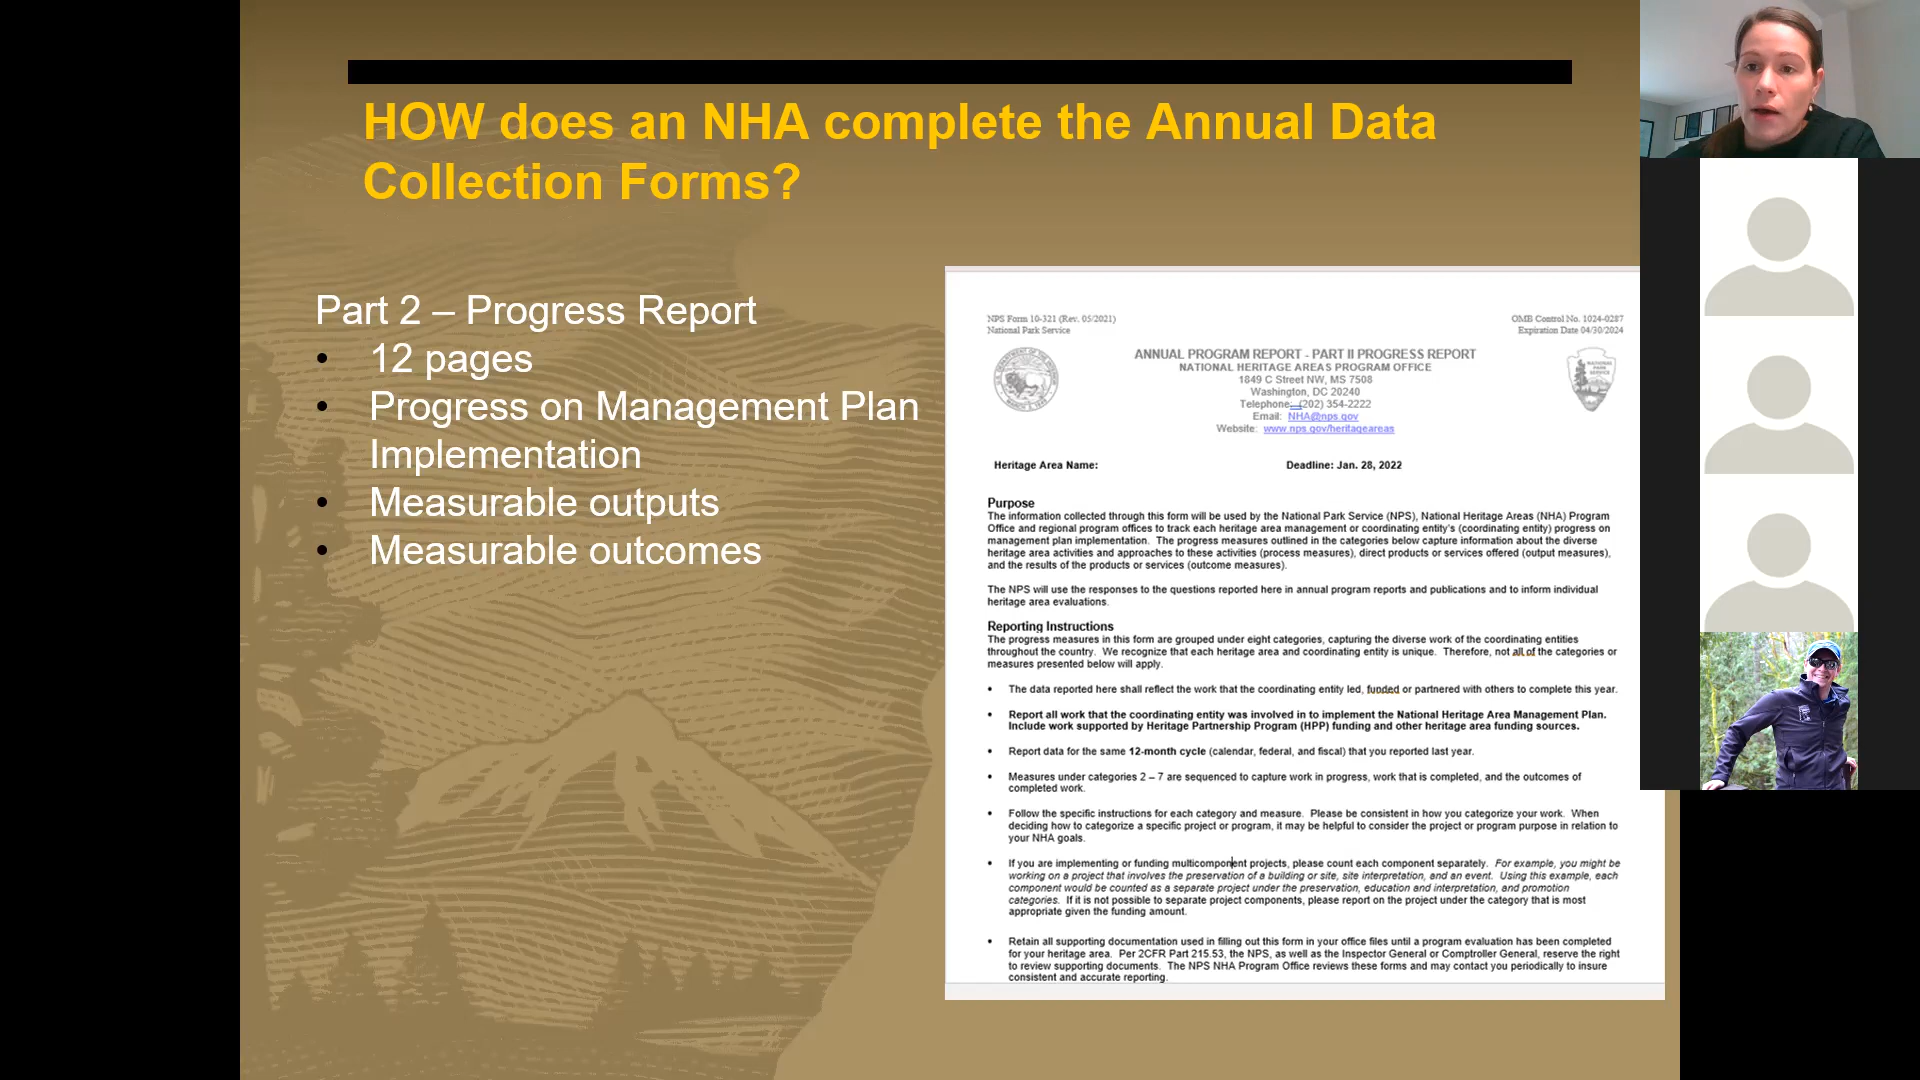 HOW does an NHA complete the Annual Data
Collection Forms?
Part 2 – Progress Report
• 12 pages
• Progress on Management Plan
Implementation
• Measurable outputs
• Measurable outcomes
NPS Form 10-321 (Rev. 05/2021)
National Park Service
OMB Control No. 1024-0287
Expiration Date 04/30/2024
ANNUAL PROGRAM REPORT - PART II PROGRESS REPORT
NATIONAL HERITAGE AREAS PROGRAM OFFICE
1849 C Street NW, MS 7508
Washington, DC 20240
Telephone: (202) 354-2222
Email: NHA@nps.gov
Website: www.nps.gov/heritageareas
Heritage Area Name:
Deadline: Jan. 28, 2022
Purpose
The information collected through this form will be used by the National Park Service (NPS), National Heritage Areas (NHA) Program
Office and regional program offices to track each heritage area management or coordinating entity's (coordinating entity) progress on
management plan implementation. The progress measures outlined in the categories below capture information about the diverse
heritage area activities and approaches to these activities (process measures), direct products or services offered (output measures),
and the results of the products or services (outcome measures).
The NPS will use the responses to the questions reported here in annual program reports and publications and to inform individual
heritage area evaluations.
Reporting Instructions
The progress measures in this form are grouped under eight categories, capturing the diverse work of the coordinating entities
throughout the country. We recognize that each heritage area and coordinating entity is unique. Therefore, not all of the categories or
measures presented below will apply.
• The data reported here shall reflect the work that the coordinating entity led, funded or partnered with others to complete this year.
• Report all work that the coordinating entity was involved in to implement the National Heritage Area Management Plan.
Include work supported by Heritage Partnership Program (HPP) funding and other heritage area funding sources.
• Report data for the same 12-month cycle (calendar, federal, and fiscal) that you reported last year.
• Measures under categories 2 – 7 are sequenced to capture work in progress, work that is completed, and the outcomes of
completed work.
• Follow the specific instructions for each category and measure. Please be consistent in how you categorize your work. When
deciding how to categorize a specific project or program, it may be helpful to consider the project or program purpose in relation to
your NHA goals.
• If you are implementing or funding multicomponent projects, please count each component separately. For example, you might be
working on a project that involves the preservation of a building or site, site interpretation, and an event. Using this example, each
component would be counted as a separate project under the preservation, education and interpretation, and promotion
categories. If it is not possible to separate project components, please report on the project under the category that is most
appropriate given the funding amount.
• Retain all supporting documentation used in filling out this form in your office files until a program evaluation has been completed
for your heritage area. Per 2CFR Part 215.53, the NPS, as well as the Inspector General or Comptroller General, reserve the right
to review supporting documents. The NPS NHA Program Office reviews these forms and may contact you periodically to insure
consistent and accurate reporting.